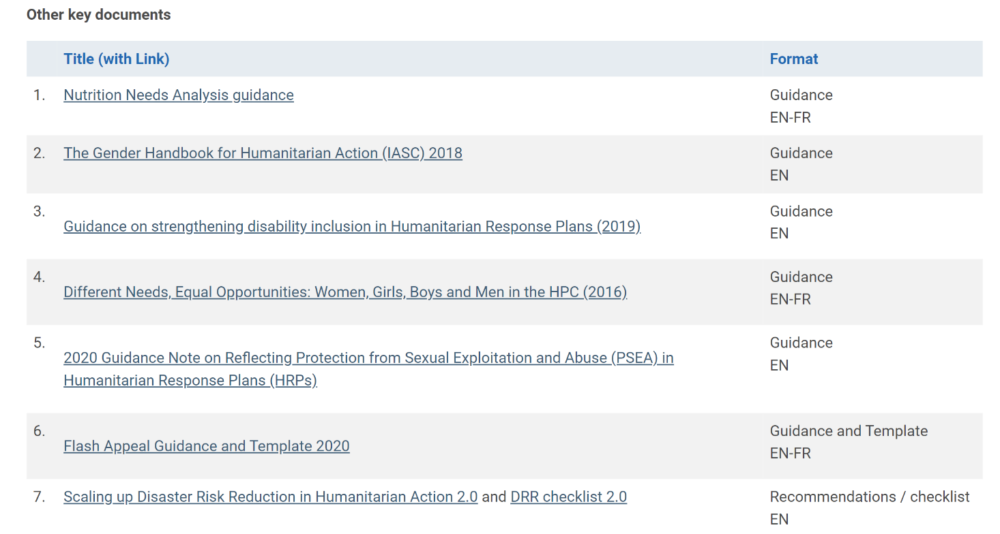 Other key documents
Title (with Link) Format
1. Nutrition Needs Analysis guidance Guidance
EN-FR
2. The Gender Handbook for Humanitarian Action (IASC) 2018 Guidance
EN
3. Guidance
Guidance on strengthening disability inclusion in Humanitarian Response Plans (2019)
EN
4. Guidance
Different Needs, Equal Opportunities: Women, Girls, Boys and Men in the HPC (2016)
EN-FR
5. Guidance
2020 Guidance Note on Reflecting Protection from Sexual Exploitation and Abuse (PSEA) in
EN
Humanitarian Response Plans (HRPs)
6. Guidance and Template
Flash Appeal Guidance and Template 2020
EN-FR
7. Scaling up Disaster Risk Reduction in Humanitarian Action 2.0 and DRR checklist 2.0 Recommendations / checklist
EN